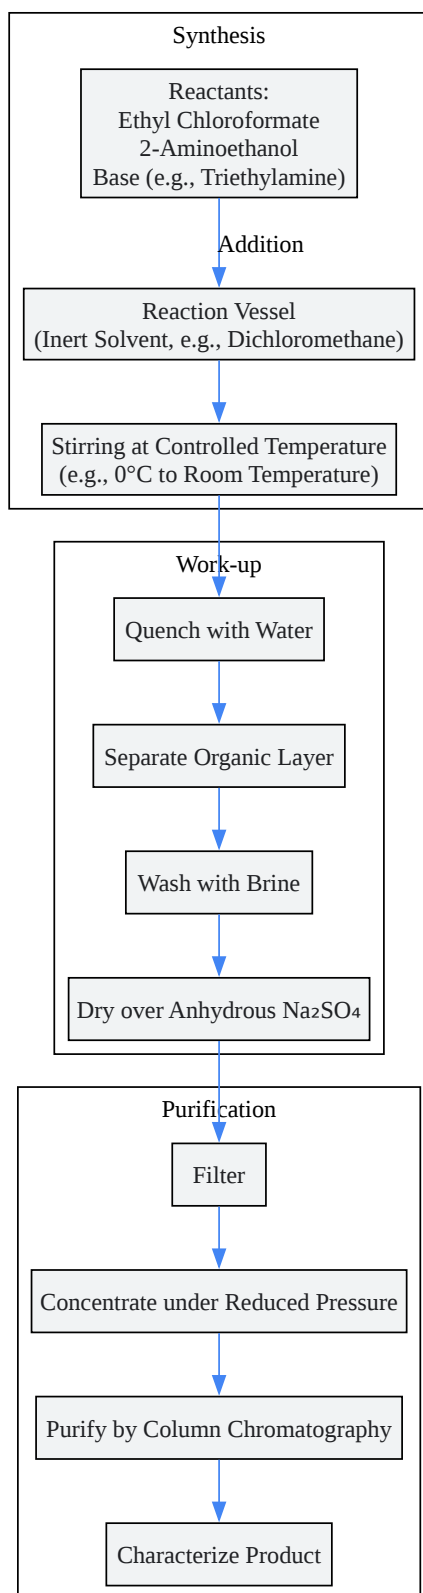 Synthesis
Reactants:
Ethyl Chloroformate
2-Aminoethanol
Base (e.g., Triethylamine)
Addition
Reaction Vessel
(Inert Solvent, e.g., Dichloromethane)
Stirring at Controlled Temperature
(e.g., 0°C to Room Temperature)
Work-up
Quench with Water
Separate Organic Layer
Wash with Brine
Dry over Anhydrous Na₂SO₄
Purification
Filter
Concentrate under Reduced Pressure
Purify by Column Chromatography
Characterize Product